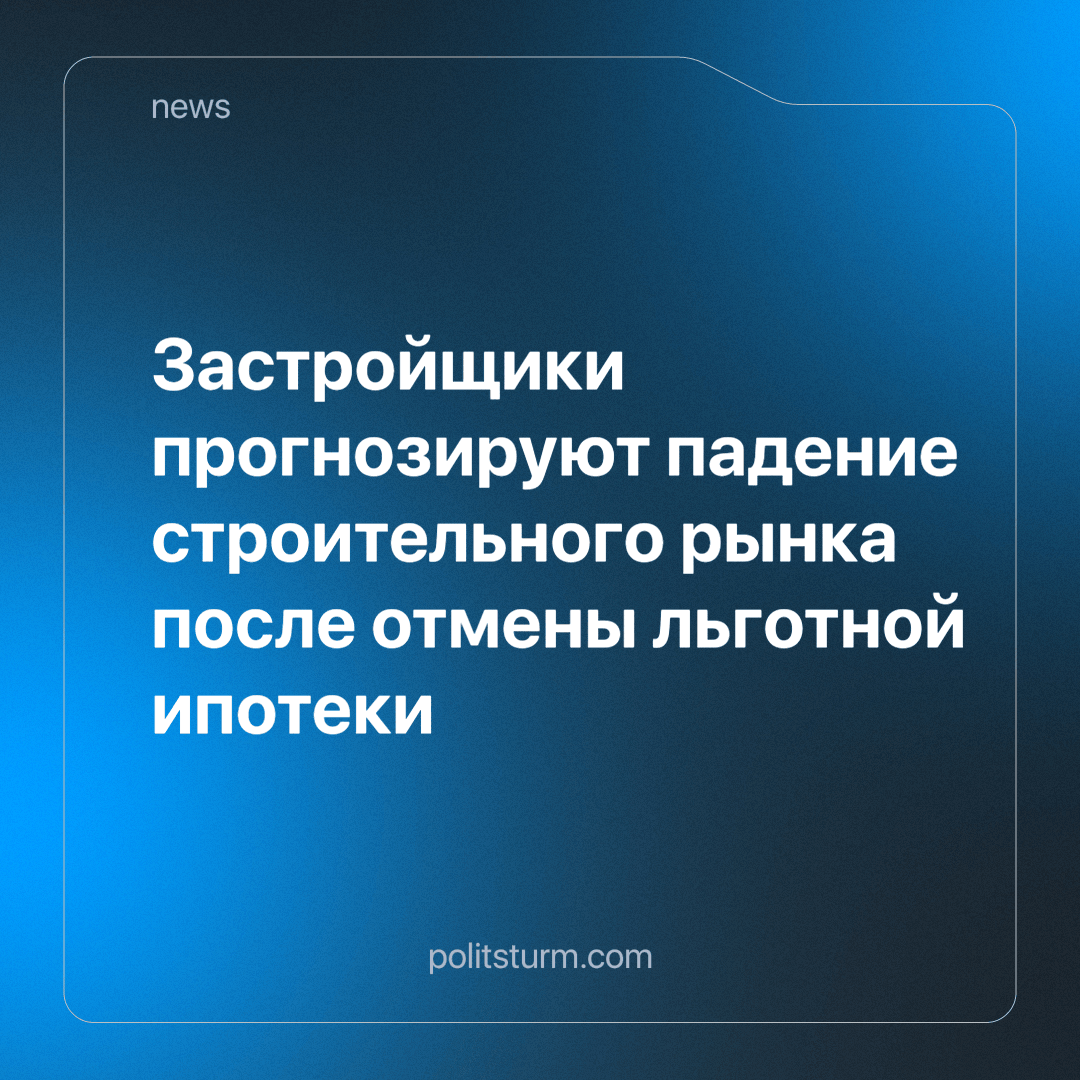 news
Застройщики
прогнозируют падение
строительного рынка
после отмены льготной
ипотеки
politsturm.com